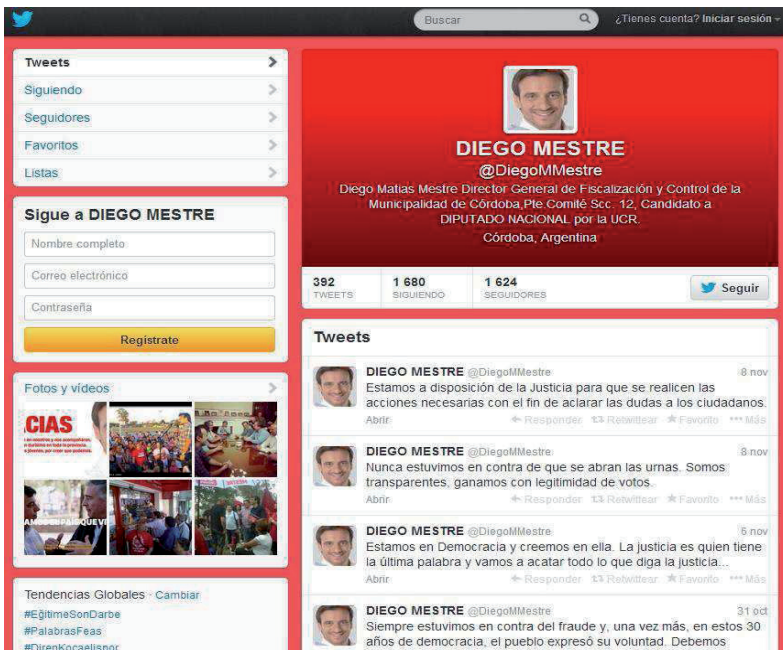 Buscar
¿Tienes cuenta? Iniciar sesión
Tweets
Siguiendo
Seguidores
Favoritos
Listas
Sigue a DIEGO MESTRE
Nombre completo
Correo electrónico
Contraseña
Regístrate
Fotos y vídeos
CIAS
Tendencias Globales · Cambiar
#EğitimeSonDarbe
#PalabrasFeas
#DirenKocaelispor
DIEGO MESTRE
@DiegoMMestre
Diego Matias Mestre Director General de Fiscalización y Control de la
Municipalidad de Córdoba,Pte.Comité Scc. 12, Candidato a
DIPUTADO NACIONAL por la UCR.
Córdoba, Argentina
392 TWEETS
1 680 SIGUIENDO
1 624 SEGUIDORES
Seguir
Tweets
DIEGO MESTRE @DiegoMMestre 8 nov
Estamos a disposición de la Justicia para que se realicen las
acciones necesarias con el fin de aclarar las dudas a los ciudadanos.
Abrir Responder Retwittear Favorito Más
DIEGO MESTRE @DiegoMMestre 8 nov
Nunca estuvimos en contra de que se abran las urnas. Somos
transparentes, ganamos con legitimidad de votos.
Abrir Responder Retwittear Favorito Más
DIEGO MESTRE @DiegoMMestre 6 nov
Estamos en Democracia y creemos en ella. La justicia es quien tiene
la última palabra y vamos a acatar todo lo que diga la justicia...
Abrir Responder Retwittear Favorito Más
DIEGO MESTRE @DiegoMMestre 31 oct
Siempre estuvimos en contra del fraude y, una vez más, en estos 30
años de democracia, el pueblo expresó su voluntad. Debemos